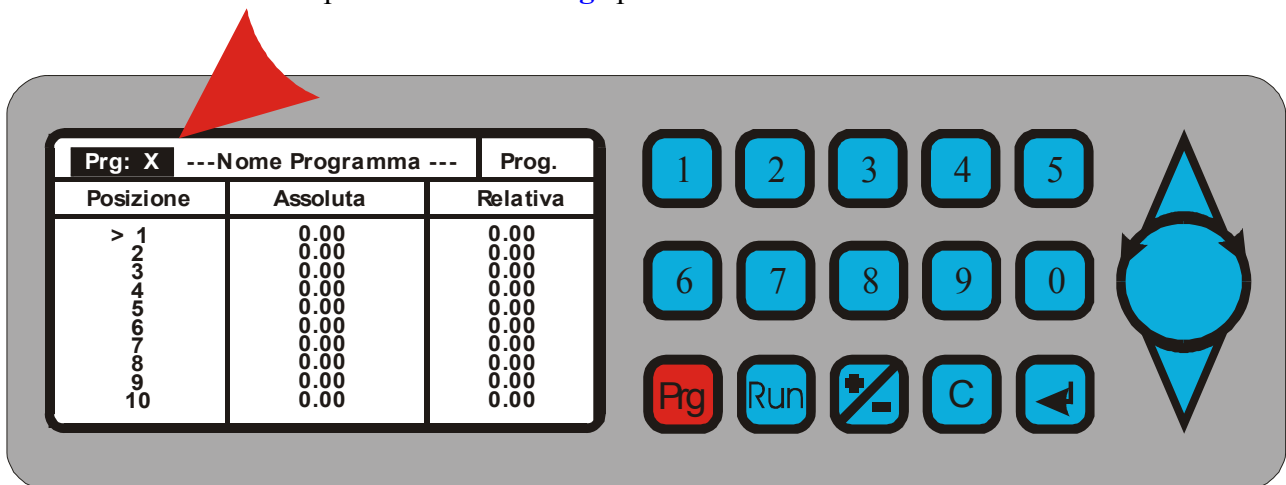 Prg: X ---Nome Programma --- Prog.
Posizione Assoluta Relativa
> 1 0.00 0.00
2 0.00 0.00
3 0.00 0.00
4 0.00 0.00
5 0.00 0.00
6 0.00 0.00
7 0.00 0.00
8 0.00 0.00
9 0.00 0.00
10 0.00 0.00
1 2 3 4 5
6 7 8 9 0
Prg Run +/- C